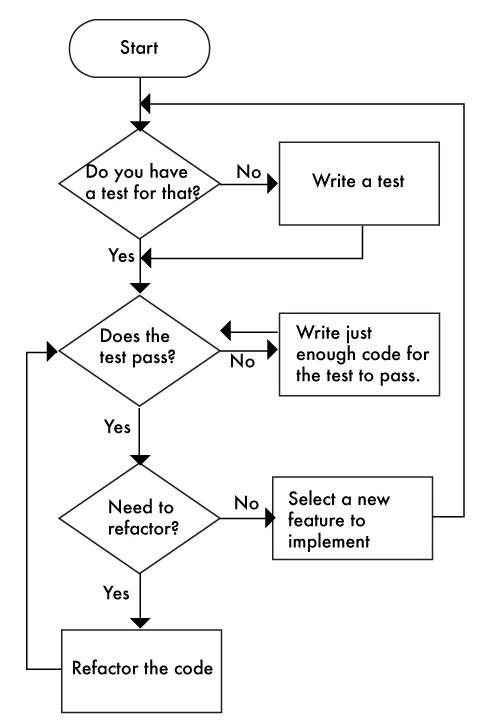 Start
Do you have
a test for that?
No
Write a test
Yes
Does the
test pass?
No
Write just
enough code for
the test to pass.
Yes
Need to
refactor?
No
Select a new
feature to
implement
Yes
Refactor the code